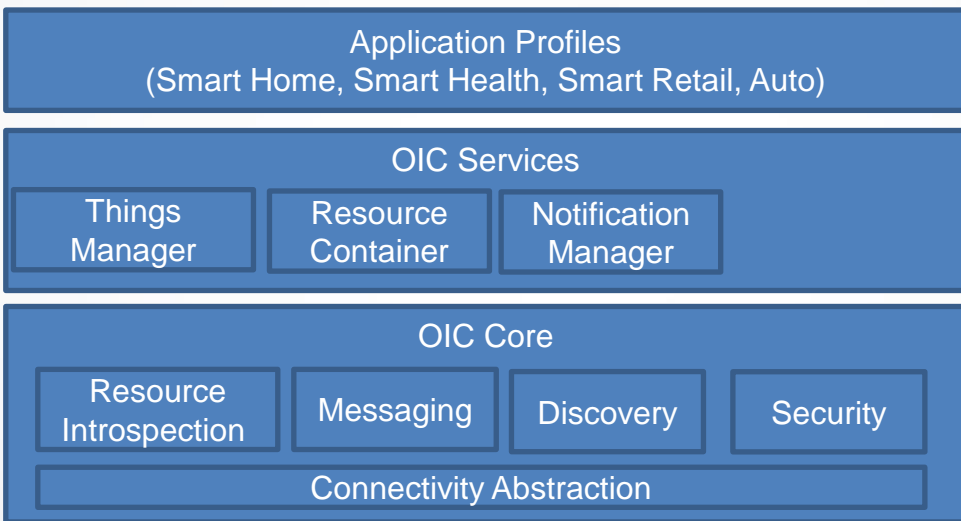 Application Profiles
(Smart Home, Smart Health, Smart Retail, Auto)
OIC Services
Things
Manager
Resource
Container
Notification
Manager
OIC Core
Resource
Introspection
Messaging
Discovery
Security
Connectivity Abstraction